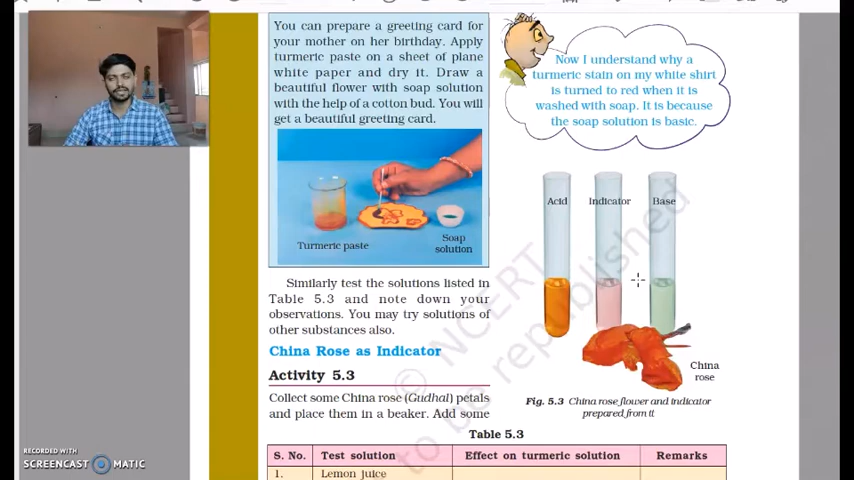 You can prepare a greeting card for
your mother on her birthday. Apply
turmeric paste on a sheet of plane
white paper and dry it. Draw a
beautiful flower with soap solution
with the help of a cotton bud. You will
get a beautiful greeting card.
Turmeric paste
Soap
solution
Similarly test the solutions listed in
Table 5.3 and note down your
observations. You may try solutions of
other substances also.
China Rose as Indicator
Activity 5.3
Collect some China rose (Gudhal) petals
and place them in a beaker. Add some
Now I understand why a
turmeric stain on my white shirt
is turned to red when it is
washed with soap. It is because
the soap solution is basic.
Acid Indicator Base
China
rose
Fig. 5.3 China rose flower and indicator
prepared from it
Table 5.3
S. No. Test solution Effect on turmeric solution Remarks
1. Lemon juice
© NCERT
to be republished
RECORDED WITH
SCREENCAST MATIC